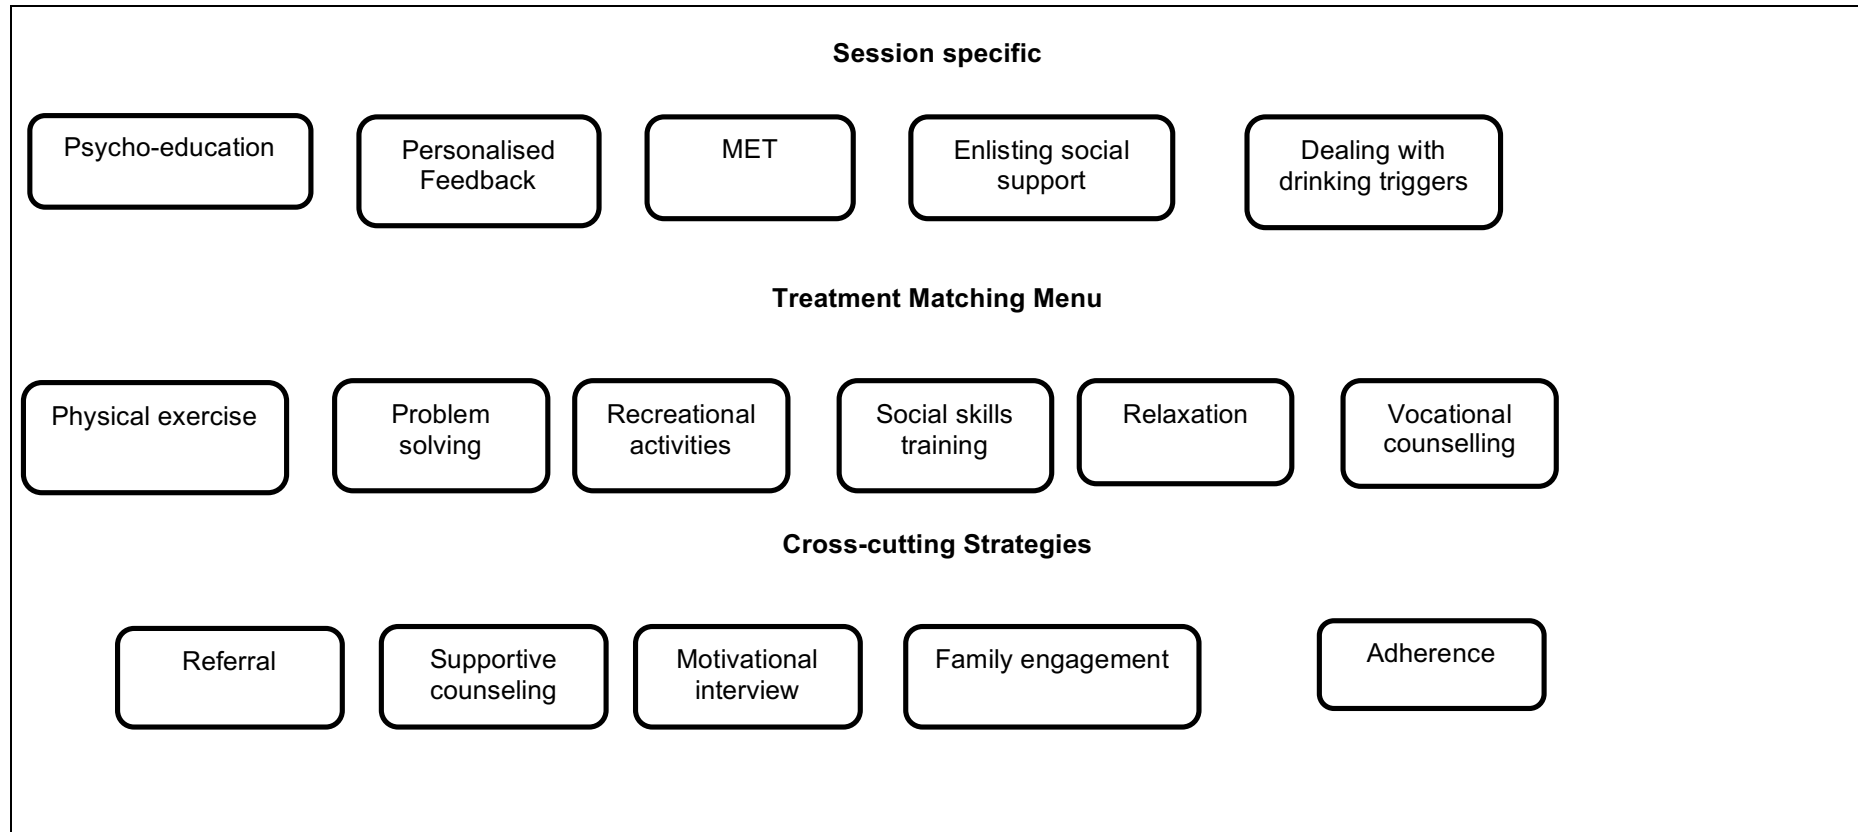 Session specific
Psycho-education
Personalised
Feedback
MET
Enlisting social
support
Dealing with
drinking triggers
Treatment Matching Menu
Physical exercise
Problem
solving
Recreational
activities
Social skills
training
Relaxation
Vocational
counselling
Cross-cutting Strategies
Referral
Supportive
counseling
Motivational
interview
Family engagement
Adherence